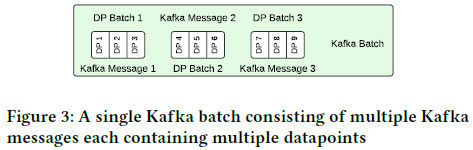 DP Batch 1 Kafka Message 2 DP Batch 3
DP 1 DP 2 DP 3 DP 4 DP 5 DP 6 DP 7 DP 8 DP 9
Kafka Batch
Kafka Message 1 DP Batch 2 Kafka Message 3
Figure 3: A single Kafka batch consisting of multiple Kafka
messages each containing multiple datapoints